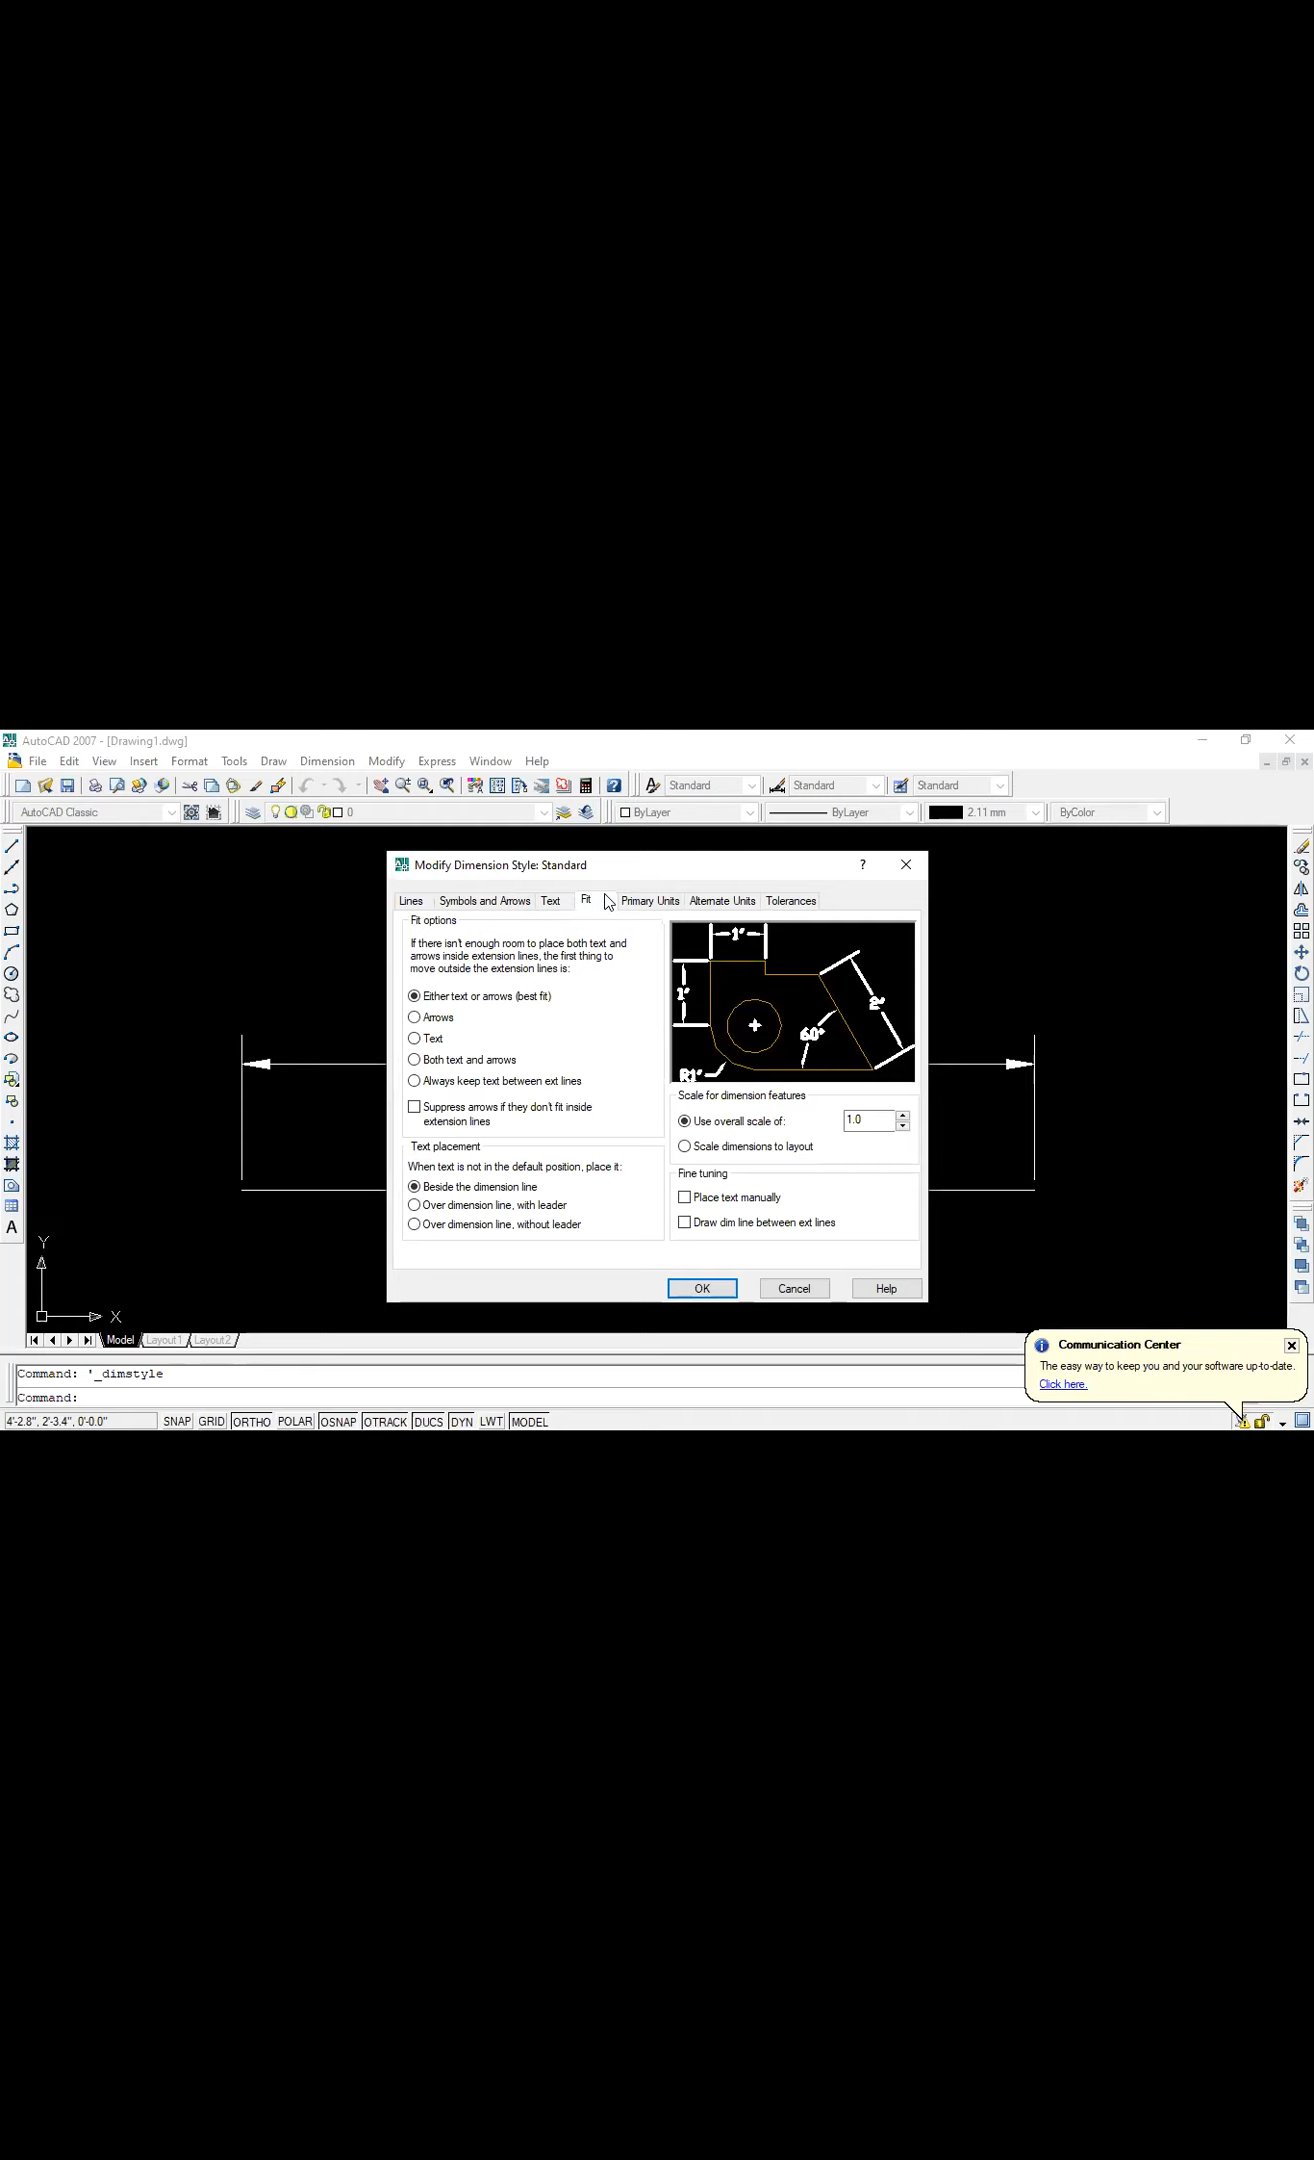 AutoCAD 2007 - [Drawing1.dwg]
File Edit View Insert Format Tools Draw Dimension Modify Express Window Help
Standard Standard Standard
AutoCAD Classic 0 ByLayer ByLayer 2.11 mm ByColor
Modify Dimension Style: Standard
Lines Symbols and Arrows Text Fit Primary Units Alternate Units Tolerances
Fit options
If there isn't enough room to place both text and
arrows inside extension lines, the first thing to
move outside the extension lines is:
Either text or arrows (best fit)
Arrows
Text
Both text and arrows
Always keep text between ext lines
Suppress arrows if they don't fit inside
extension lines
Text placement
When text is not in the default position, place it:
Beside the dimension line
Over dimension line, with leader
Over dimension line, without leader
1'
1'
2'
60°
R1'
Scale for dimension features
Use overall scale of: 1.0
Scale dimensions to layout
Fine tuning
Place text manually
Draw dim line between ext lines
OK Cancel Help
A
Y
X
Model Layout1 Layout2
Communication Center
The easy way to keep you and your software up-to-date.
Click here.
Command: '_dimstyle
Command:
4'-2.8", 2'-3.4", 0'-0.0" SNAP GRID ORTHO POLAR OSNAP OTRACK DUCS DYN LWT MODEL